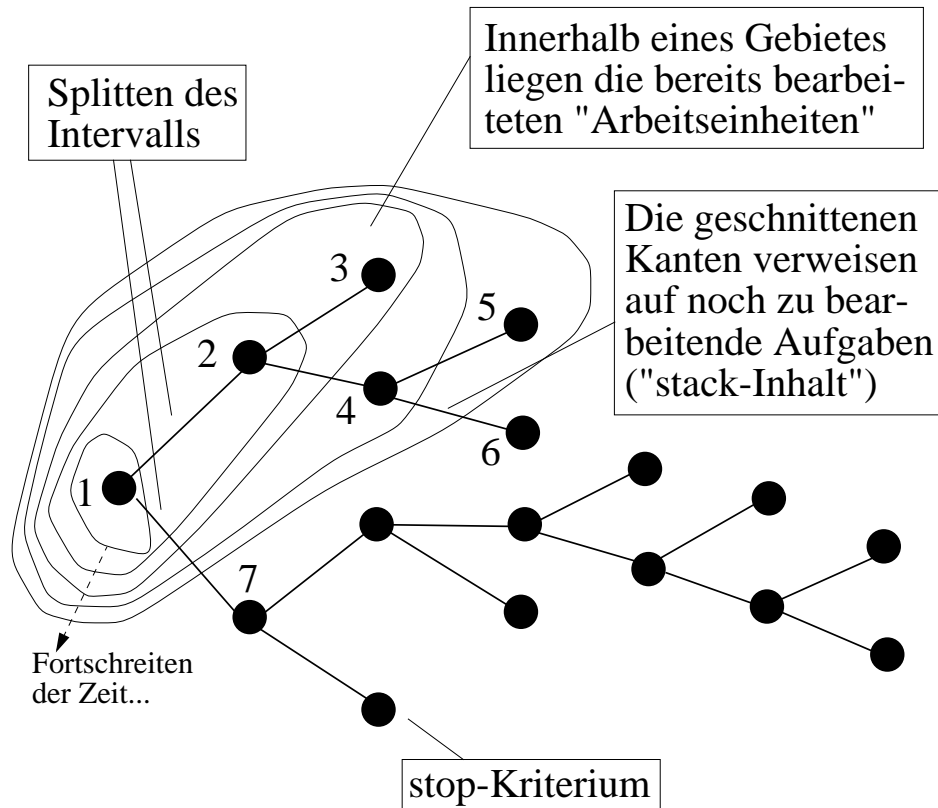 Innerhalb eines Gebietes
liegen die bereits bearbei-
teten "Arbeitseinheiten"
Splitten des
Intervalls
Die geschnittenen
Kanten verweisen
auf noch zu bear-
beitende Aufgaben
("stack-Inhalt")
3
5
2
4
6
1
7
Fortschreiten
der Zeit...
stop-Kriterium